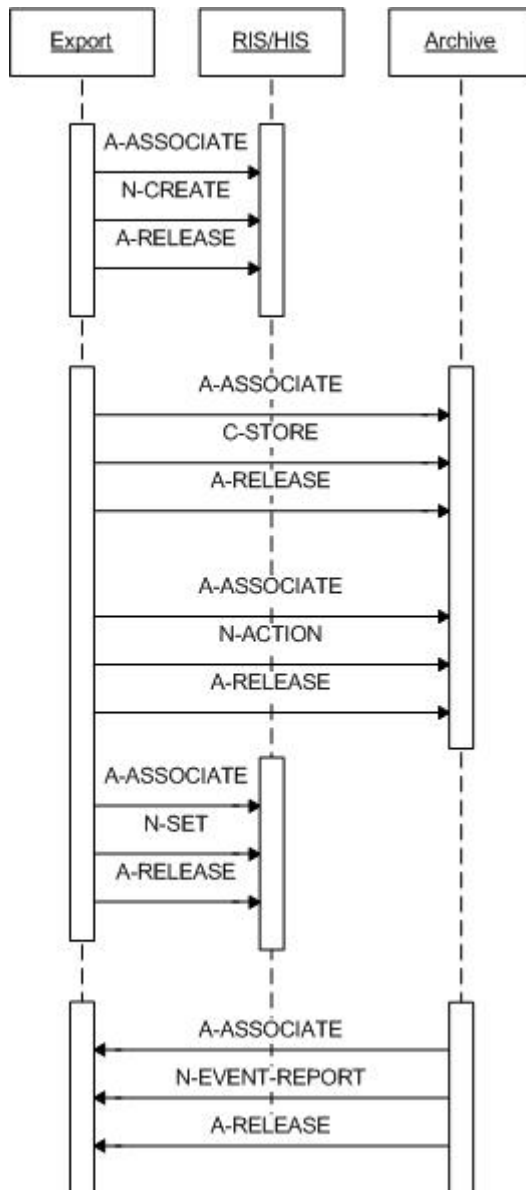 Export
RIS/HIS
Archive
A-ASSOCIATE
N-CREATE
A-RELEASE
A-ASSOCIATE
C-STORE
A-RELEASE
A-ASSOCIATE
N-ACTION
A-RELEASE
A-ASSOCIATE
N-SET
A-RELEASE
A-ASSOCIATE
N-EVENT-REPORT
A-RELEASE